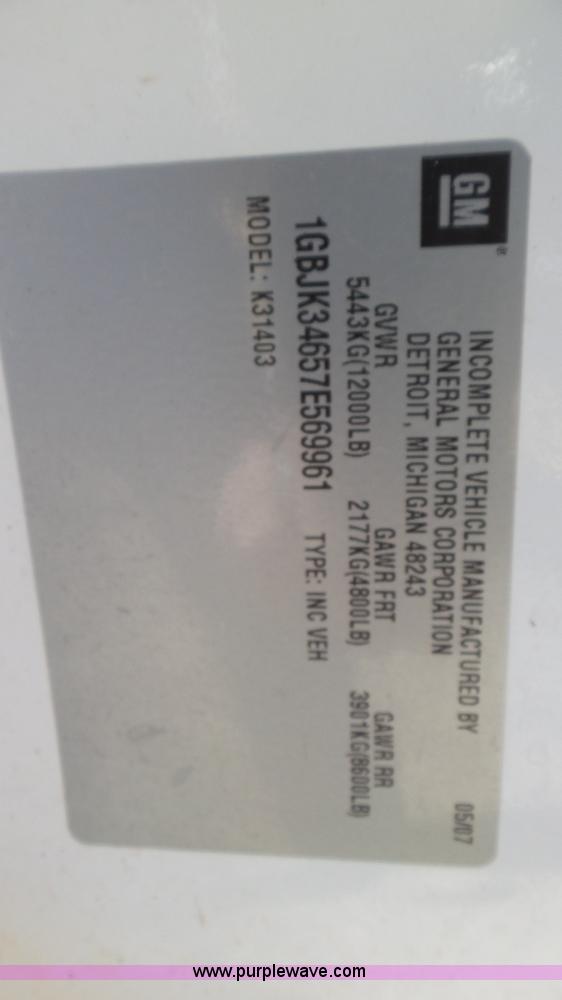 GM
INCOMPLETE VEHICLE MANUFACTURED BY 05/07
GENERAL MOTORS CORPORATION
DETROIT, MICHIGAN 48243
GVWR GAWR FRT GAWR RR
5443KG(12000LB) 2177KG(4800LB) 3901KG(8600LB)
1GBJK34657E569961 TYPE: INC VEH
MODEL: K31403
www.purplewave.com